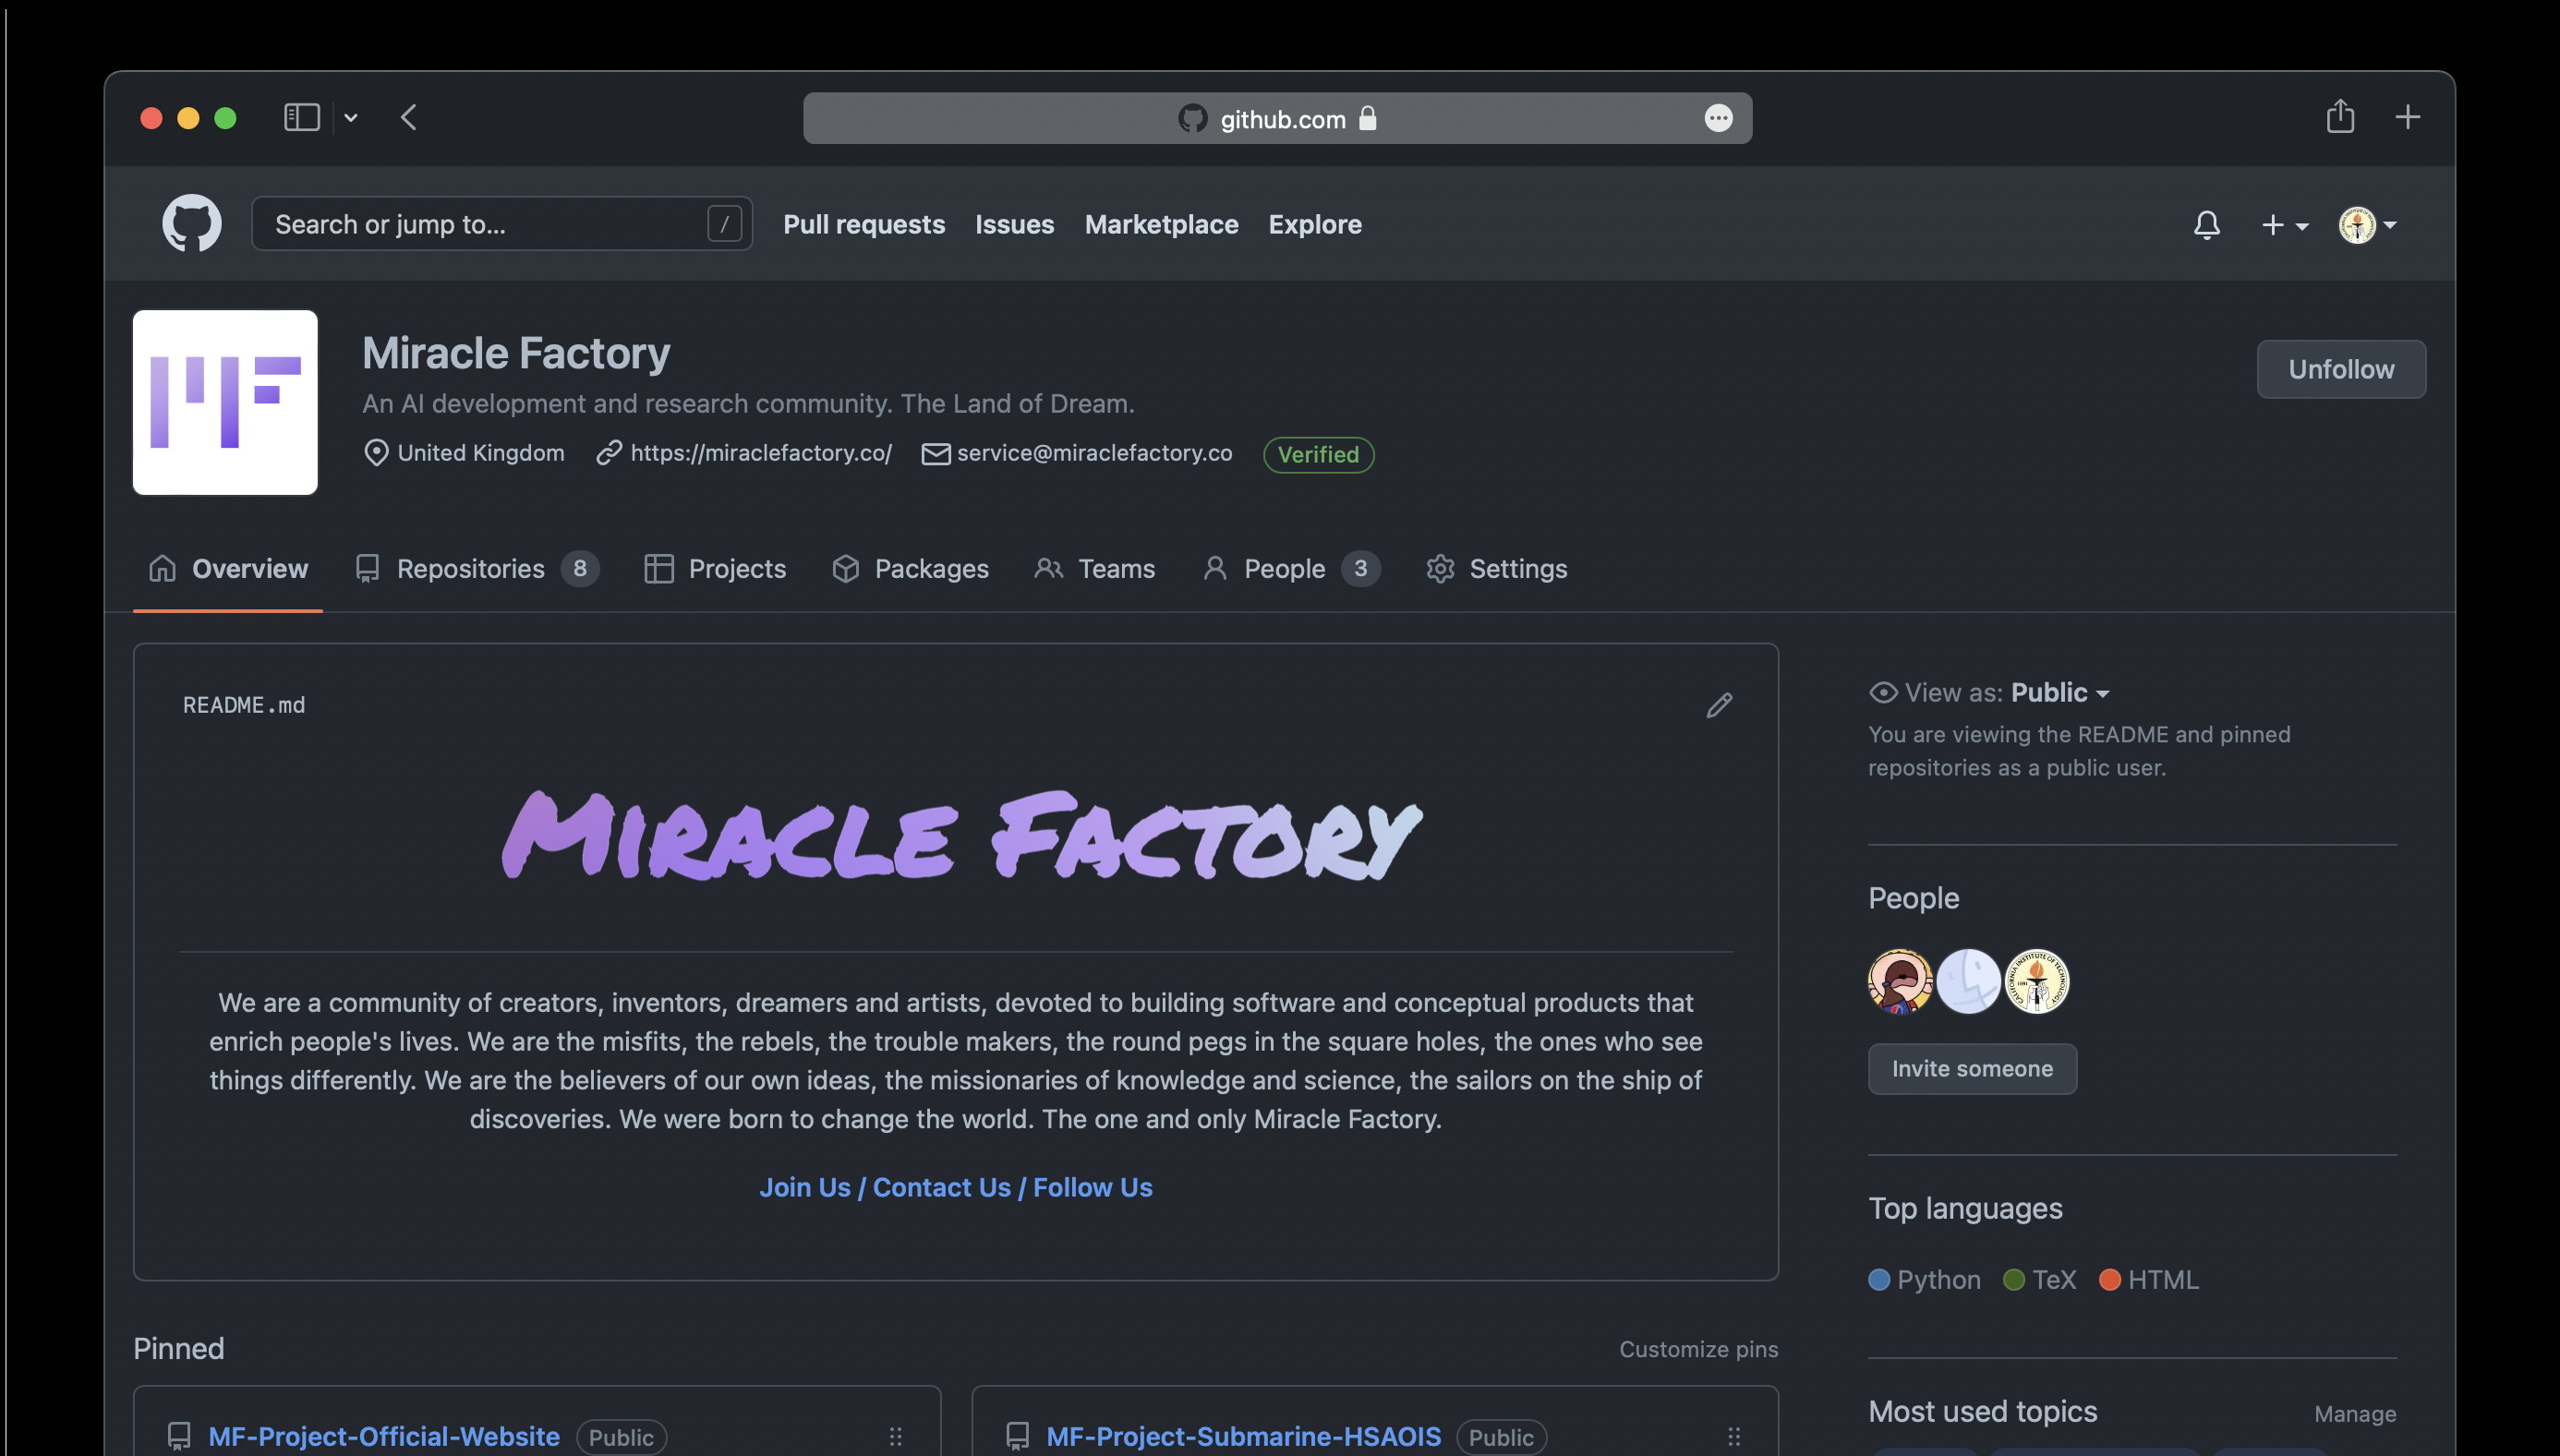 github.com
Search or jump to... /
Pull requests Issues Marketplace Explore
MF
Miracle Factory
An AI development and research community. The Land of Dream.
United Kingdom https://miraclefactory.co/ service@miraclefactory.co Verified
Unfollow
Overview Repositories 8 Projects Packages Teams People 3 Settings
README.md
MIRACLE FACTORY
We are a community of creators, inventors, dreamers and artists, devoted to building software and conceptual products that
enrich people's lives. We are the misfits, the rebels, the trouble makers, the round pegs in the square holes, the ones who see
things differently. We are the believers of our own ideas, the missionaries of knowledge and science, the sailors on the ship of
discoveries. We were born to change the world. The one and only Miracle Factory.
Join Us / Contact Us / Follow Us
Pinned
Customize pins
MF-Project-Official-Website Public
MF-Project-Submarine-HSAOIS Public
View as: Public
You are viewing the README and pinned
repositories as a public user.
People
CALIFORNIA INSTITUTE OF TECHNOLOGY
1891
Invite someone
Top languages
Python TeX HTML
Most used topics
Manage